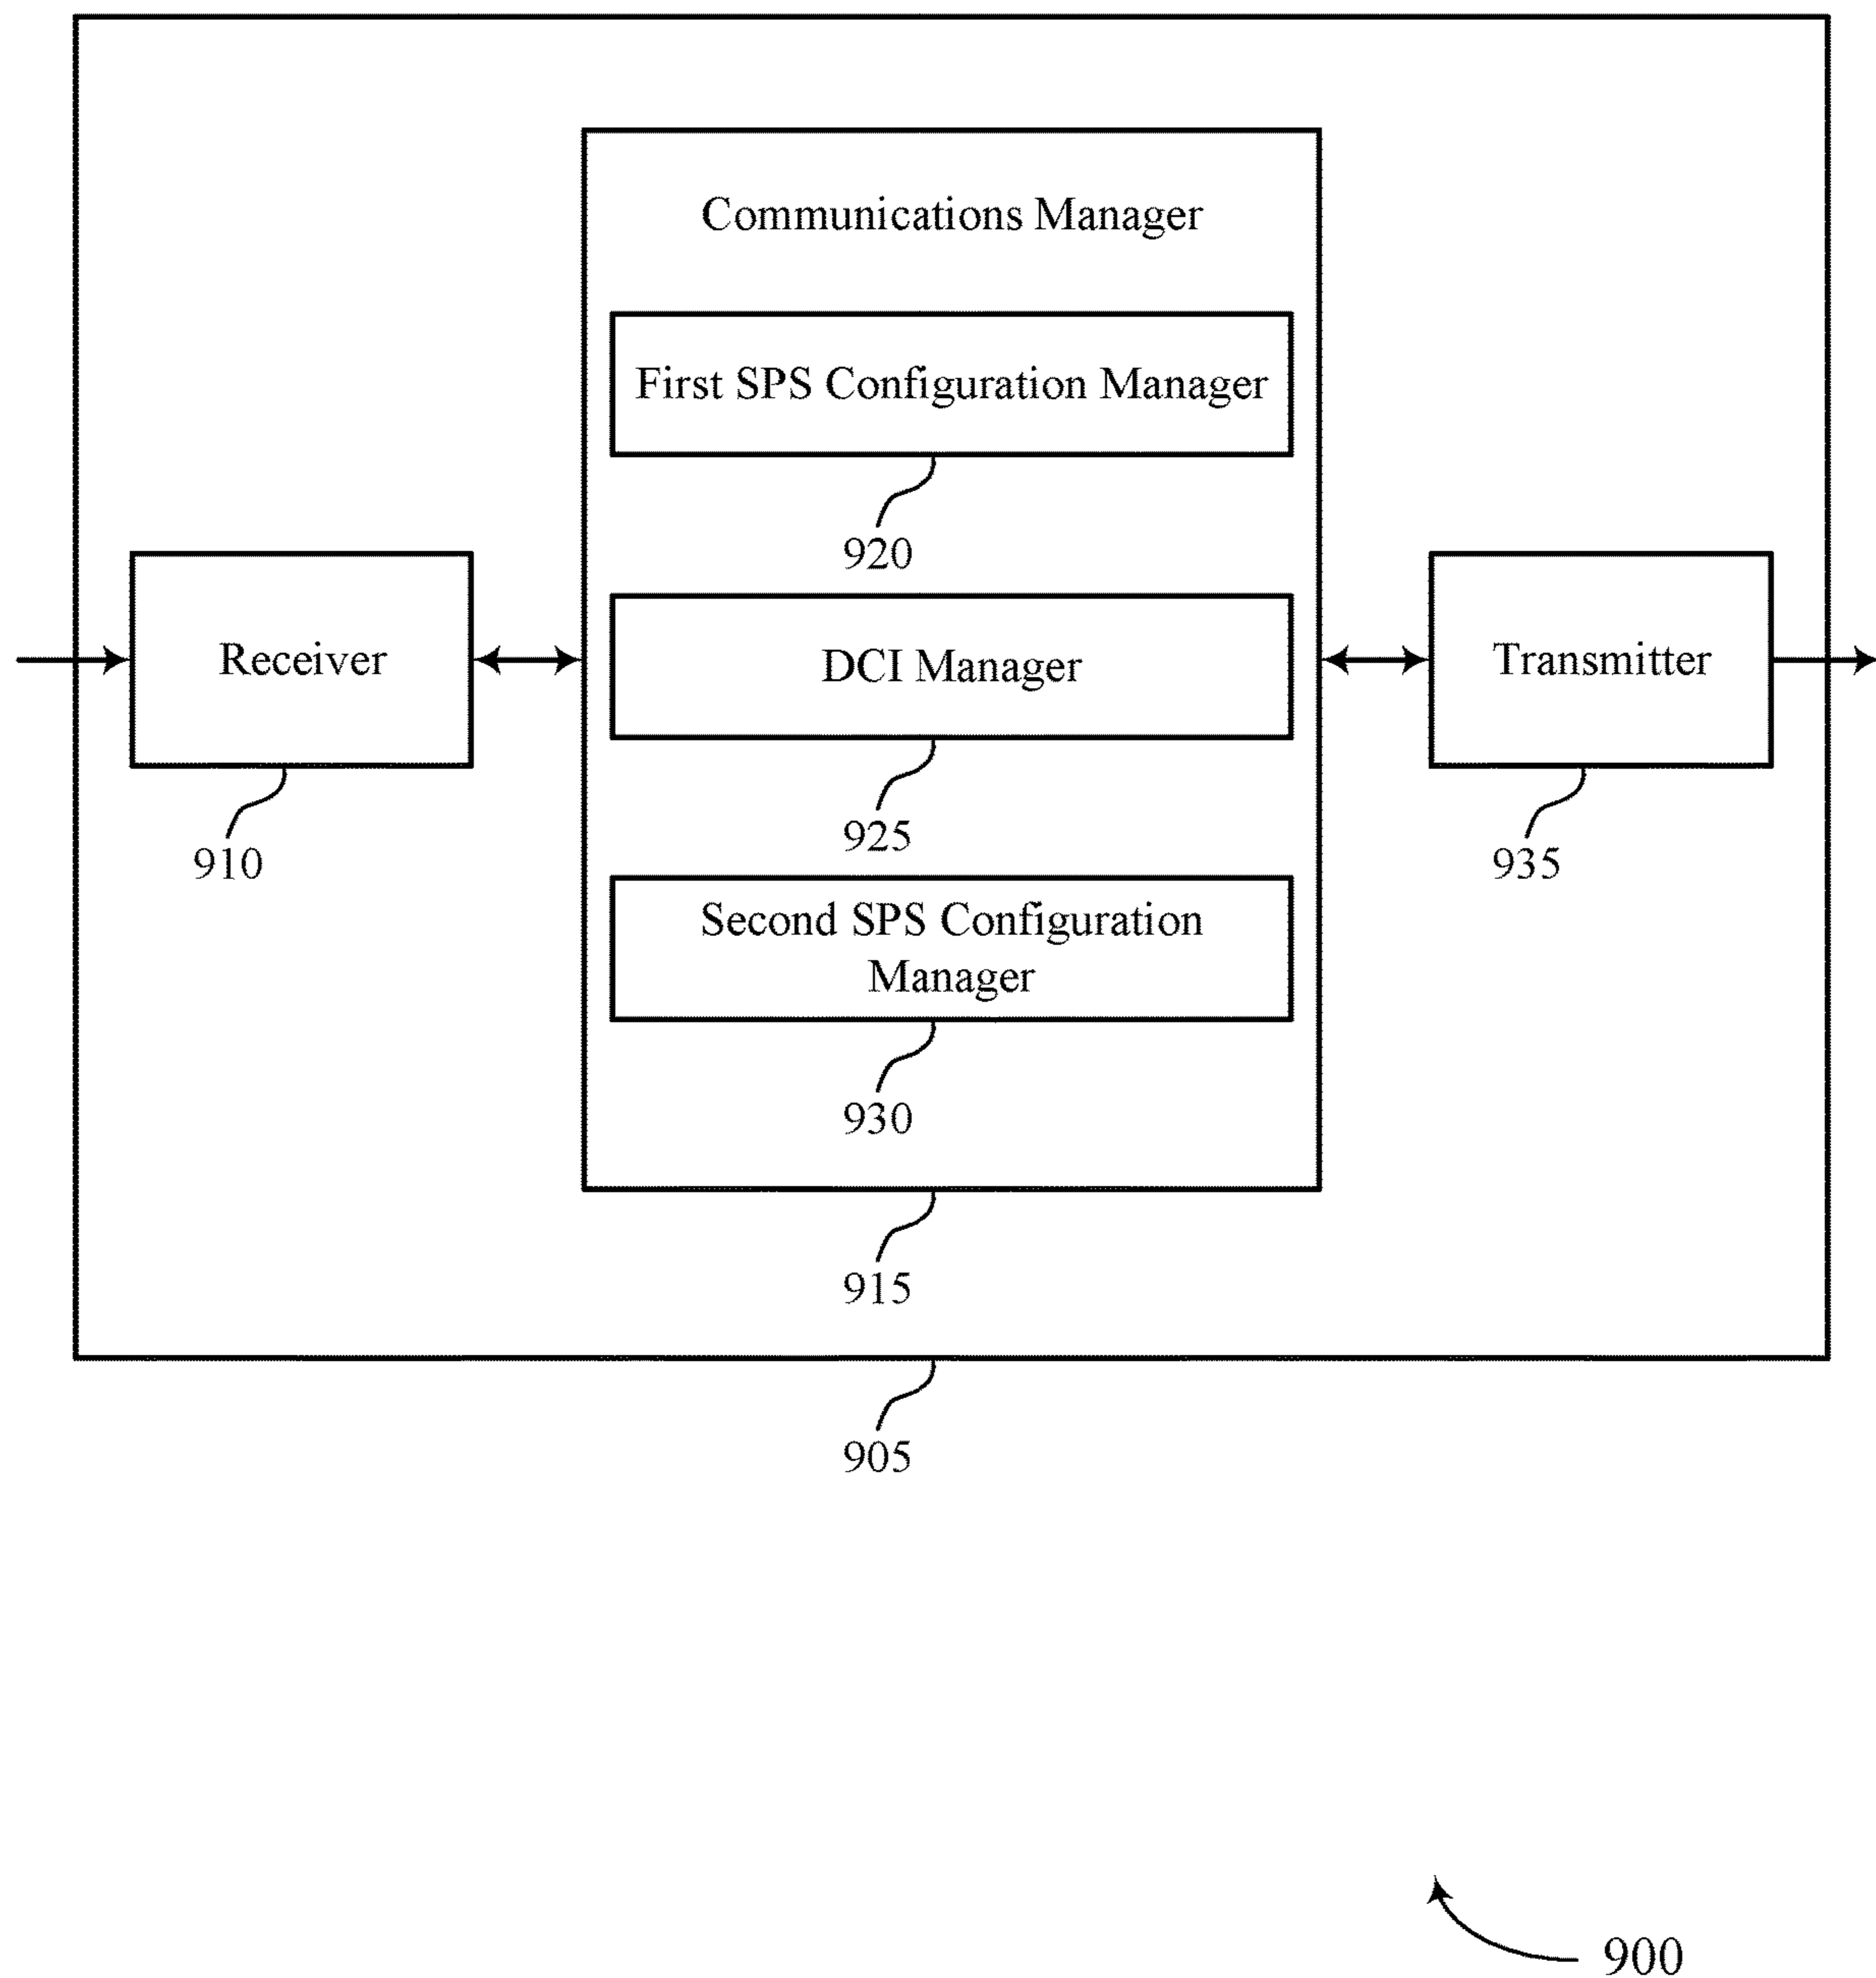 Communications Manager
First SPS Configuration Manager
920
Receiver
910
DCI Manager
925
Transmitter
935
Second SPS Configuration
Manager
930
915
905
900